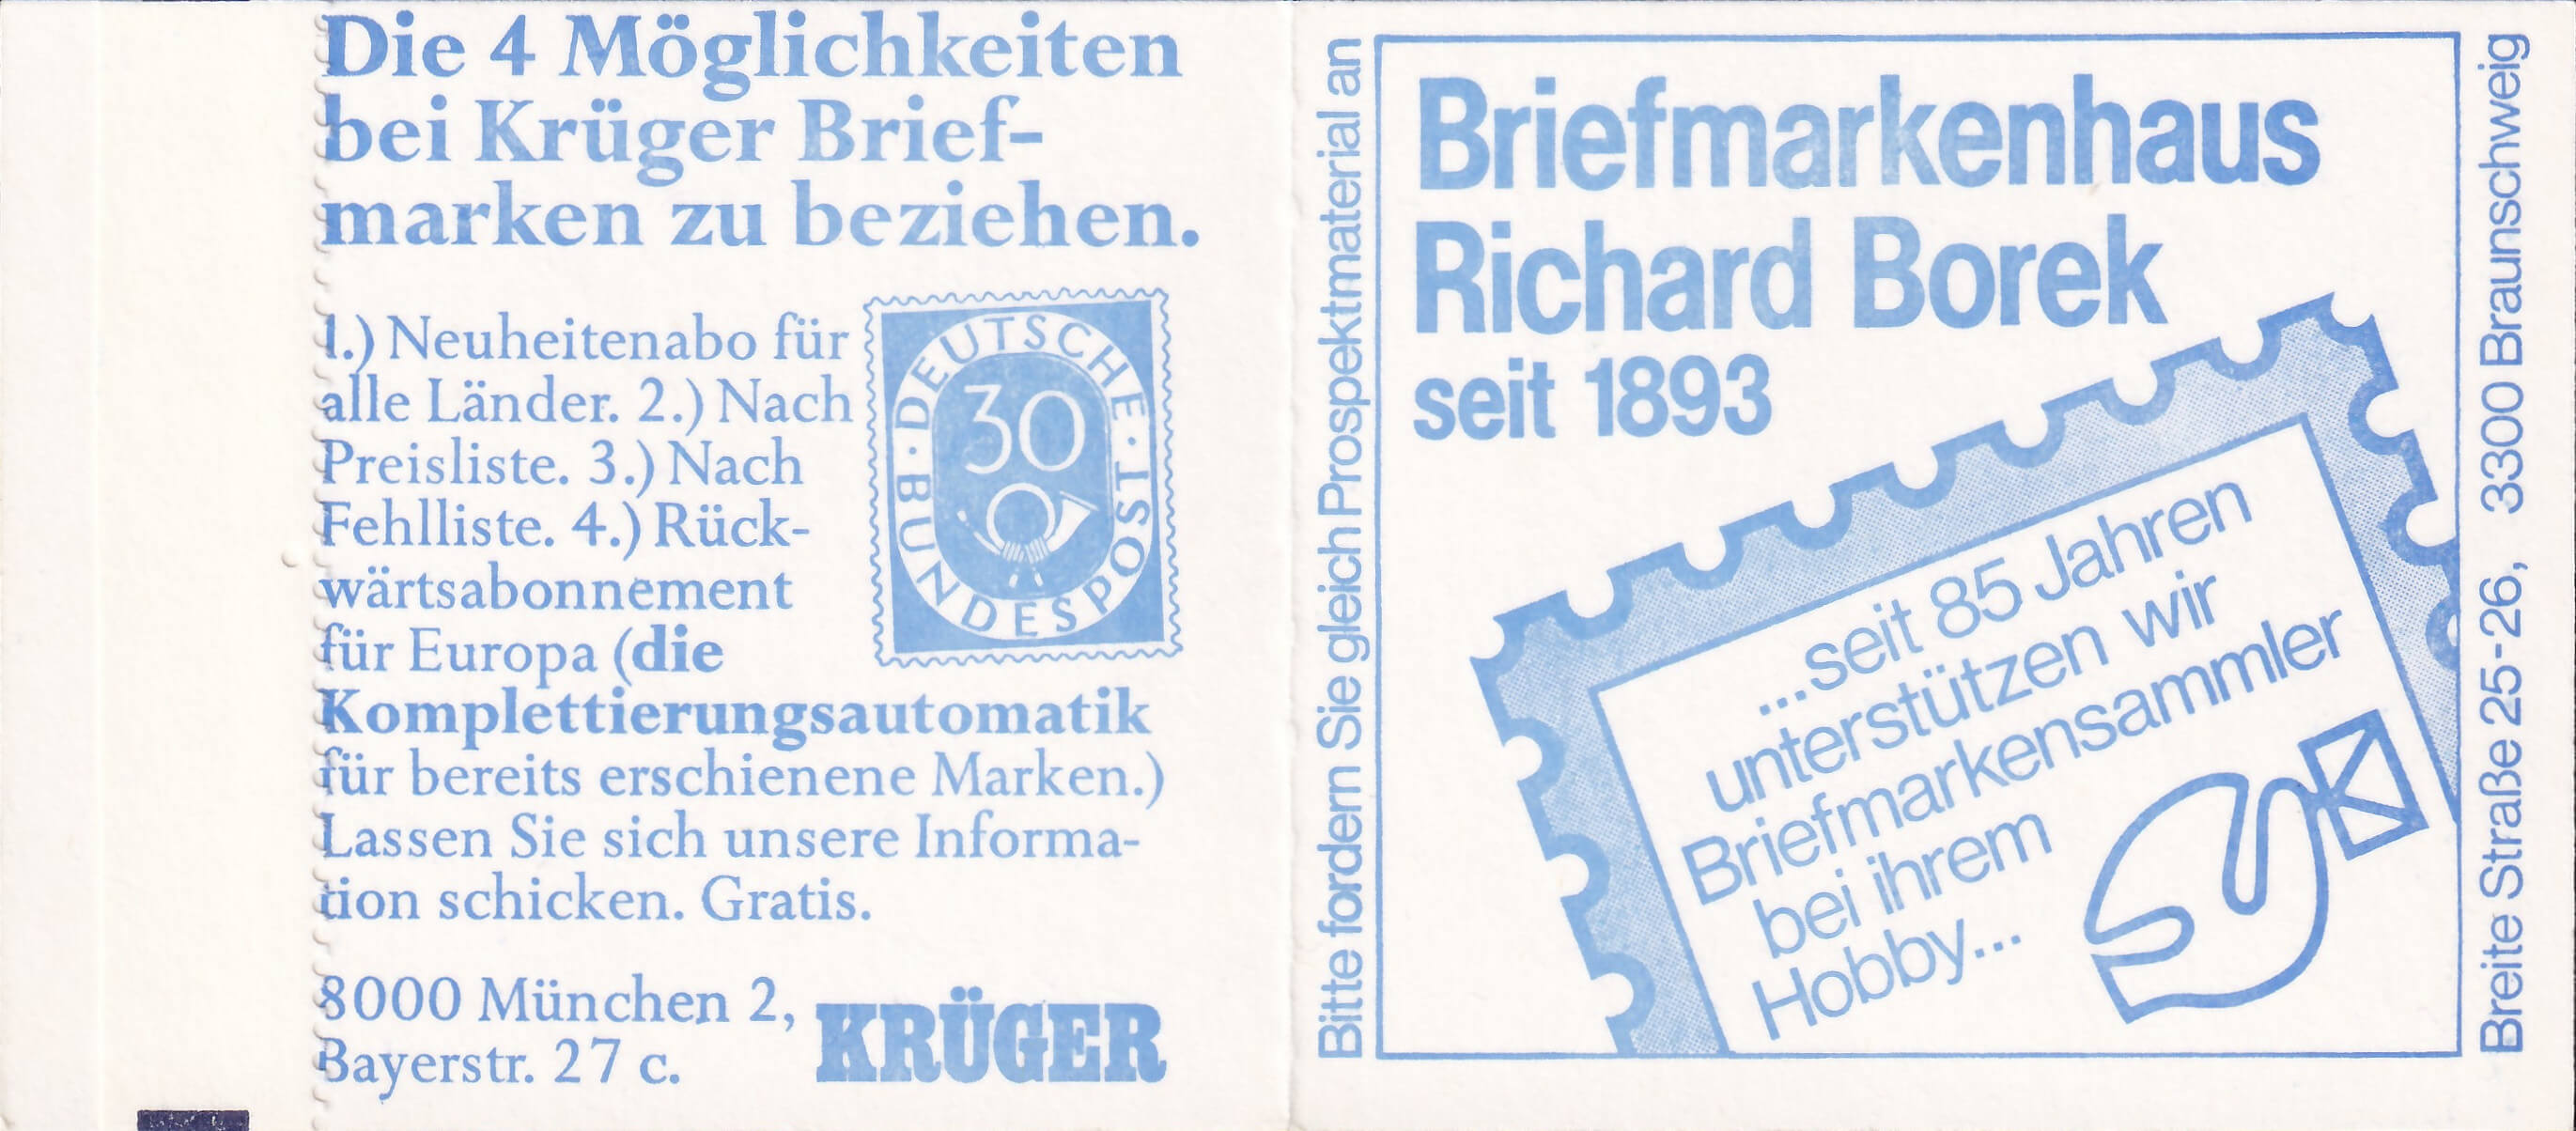 Die 4 Möglichkeiten
bei Krüger Brief-
marken zu beziehen.
1.) Neuheitenabo für
alle Länder. 2.) Nach
Preisliste. 3.) Nach
Fehlliste. 4.) Rück-
wärtsabonnement
für Europa (die
Komplettierungsautomatik
für bereits erschienene Marken.)
Lassen Sie sich unsere Informa-
tion schicken. Gratis.
DEUTSCHE · BUNDESPOST ·
30
8000 München 2,
Bayerstr. 27 c.
KRÜGER
Bitte fordern Sie gleich Prospektmaterial an
Briefmarkenhaus
Richard Borek
seit 1893
...seit 85 Jahren
unterstützen wir
Briefmarkensammler
bei ihrem
Hobby...
Breite Straße 25-26, 3300 Braunschweig